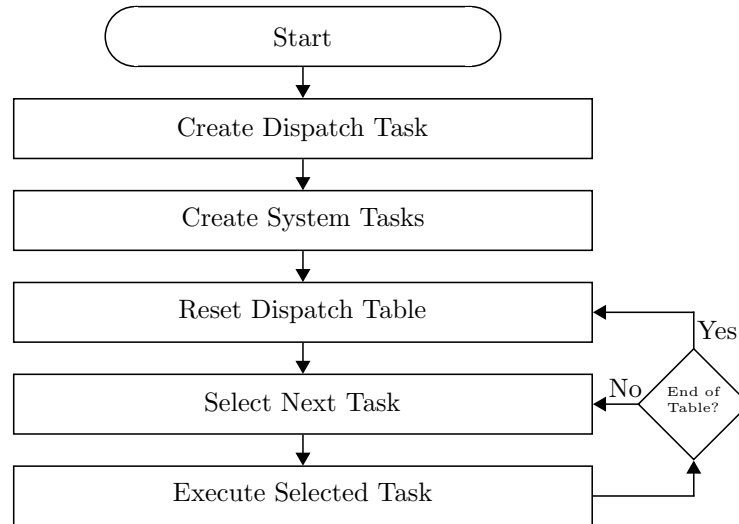 Start
Create Dispatch Task
Create System Tasks
Reset Dispatch Table
Yes
No
End of
Table?
Select Next Task
Execute Selected Task